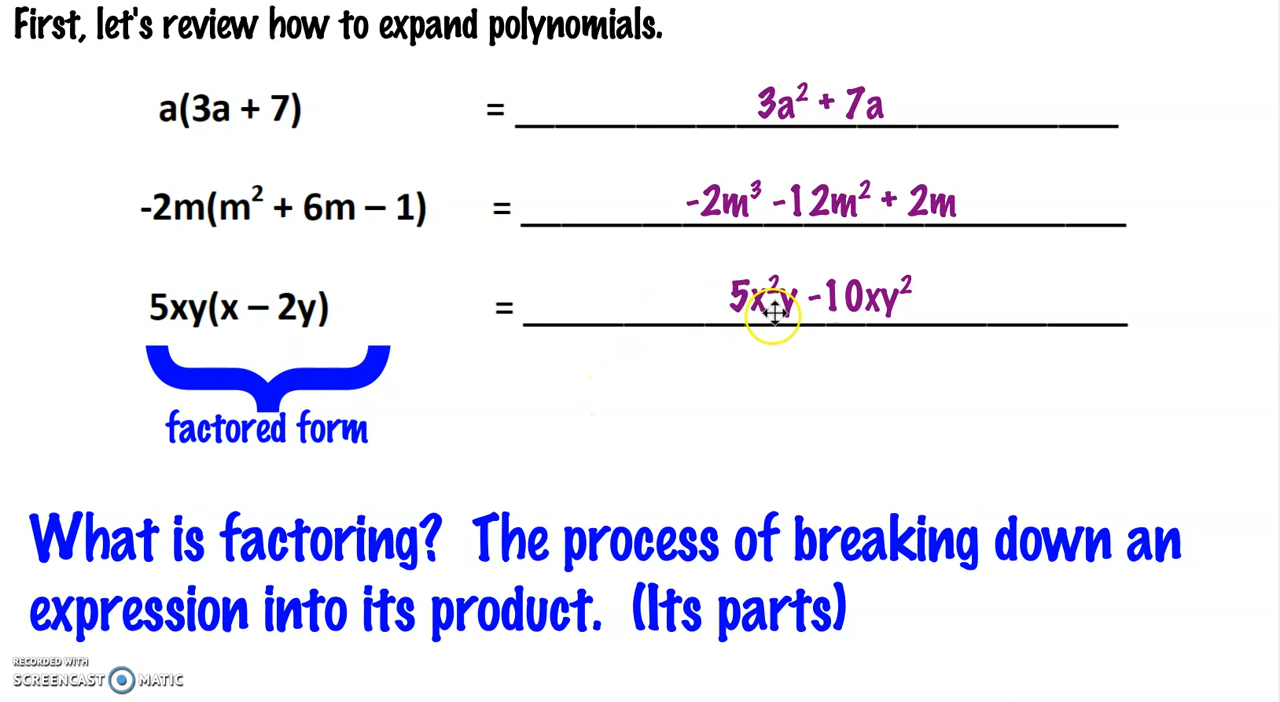 First, let's review how to expand polynomials.
a(3a + 7) = 3a² + 7a
-2m(m² + 6m – 1) = -2m³ -12m² + 2m
5xy(x – 2y) = 5x²y -10xy²
factored form
What is factoring? The process of breaking down an
expression into its product. (Its parts)
RECORDED WITH
SCREENCAST MATIC